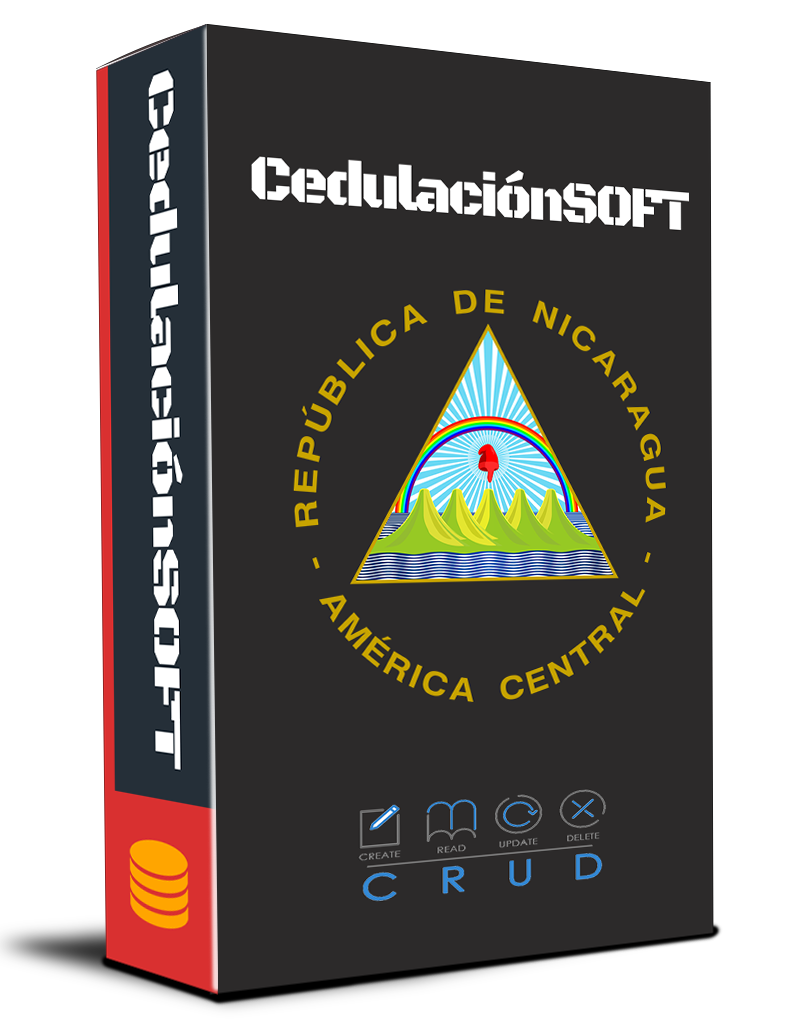 CedulaciónSOFT
CedulaciónSOFT
REPÚBLICA DE NICARAGUA
- AMÉRICA CENTRAL -
CREATE READ UPDATE DELETE
C R U D